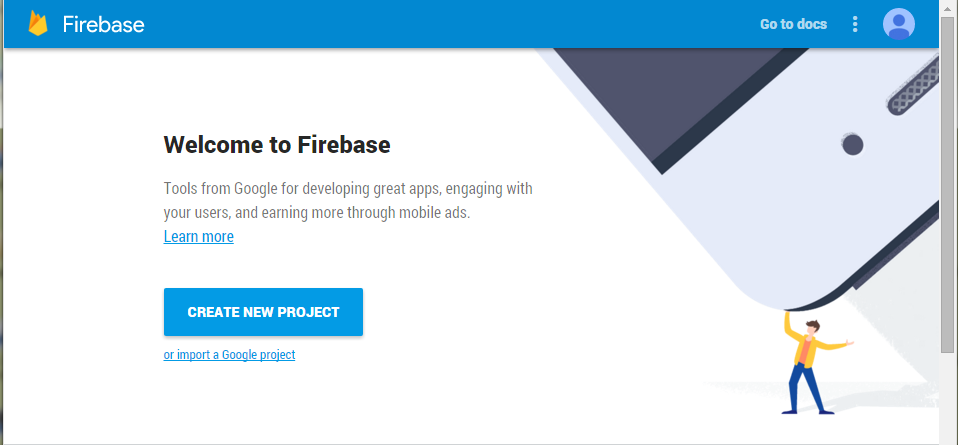 Firebase
Go to docs
Welcome to Firebase
Tools from Google for developing great apps, engaging with
your users, and earning more through mobile ads.
Learn more
CREATE NEW PROJECT
or import a Google project